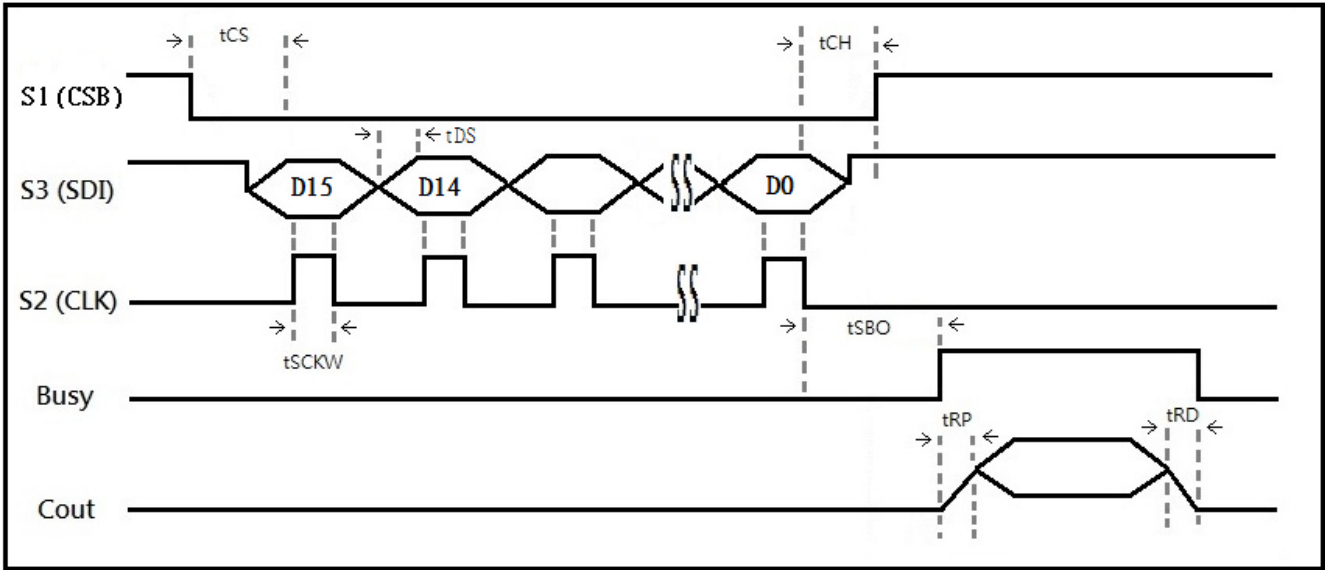 tCS
tCH
S1 (CSB)
tDS
S3 (SDI)
D15
D14
D0
S2 (CLK)
tSCKW
tSBO
Busy
tRP
tRD
Cout